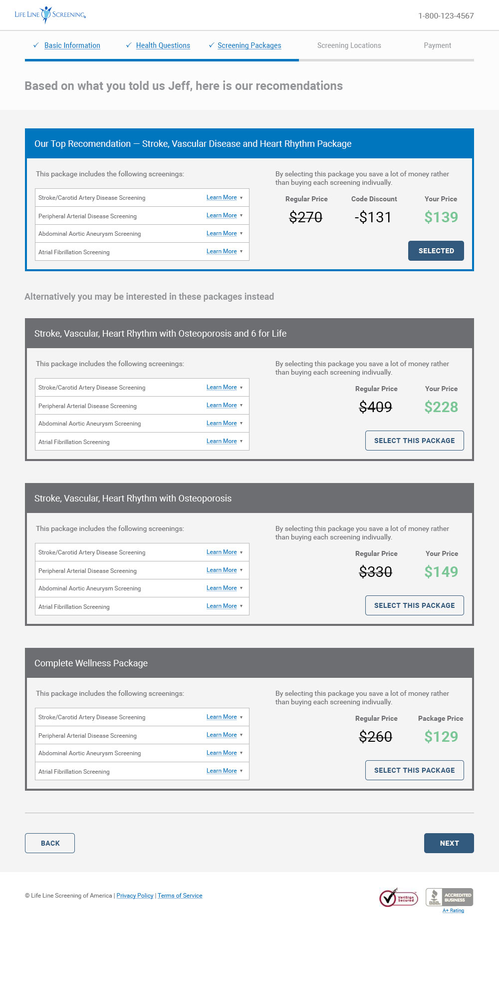 LIFE LINE SCREENING
1-800-123-4567
✓ Basic Information ✓ Health Questions ✓ Screening Packages Screening Locations Payment
Based on what you told us Jeff, here is our recomendations
Our Top Recomendation — Stroke, Vascular Disease and Heart Rhythm Package
This package includes the following screenings:
Stroke/Carotid Artery Disease Screening Learn More ▾
Peripheral Arterial Disease Screening Learn More ▾
Abdominal Aortic Aneurysm Screening Learn More ▾
Atrial Fibrillation Screening Learn More ▾
By selecting this package you save a lot of money rather
than buying each screening indivually.
Regular Price Code Discount Your Price
$270 -$131 $139
SELECTED
Alternatively you may be interested in these packages instead
Stroke, Vascular, Heart Rhythm with Osteoporosis and 6 for Life
This package includes the following screenings:
Stroke/Carotid Artery Disease Screening Learn More ▾
Peripheral Arterial Disease Screening Learn More ▾
Abdominal Aortic Aneurysm Screening Learn More ▾
Atrial Fibrillation Screening Learn More ▾
By selecting this package you save a lot of money rather
than buying each screening indivually.
Regular Price Your Price
$409 $228
SELECT THIS PACKAGE
Stroke, Vascular, Heart Rhythm with Osteoporosis
This package includes the following screenings:
Stroke/Carotid Artery Disease Screening Learn More ▾
Peripheral Arterial Disease Screening Learn More ▾
Abdominal Aortic Aneurysm Screening Learn More ▾
Atrial Fibrillation Screening Learn More ▾
By selecting this package you save a lot of money rather
than buying each screening indivually.
Regular Price Your Price
$330 $149
SELECT THIS PACKAGE
Complete Wellness Package
This package includes the following screenings:
Stroke/Carotid Artery Disease Screening Learn More ▾
Peripheral Arterial Disease Screening Learn More ▾
Abdominal Aortic Aneurysm Screening Learn More ▾
Atrial Fibrillation Screening Learn More ▾
By selecting this package you save a lot of money rather
than buying each screening indivually.
Regular Price Package Price
$260 $129
SELECT THIS PACKAGE
BACK NEXT
© Life Line Screening of America | Privacy Policy | Terms of Service
VeriSign
Secured
BBB.
ACCREDITED
BUSINESS
A+ Rating